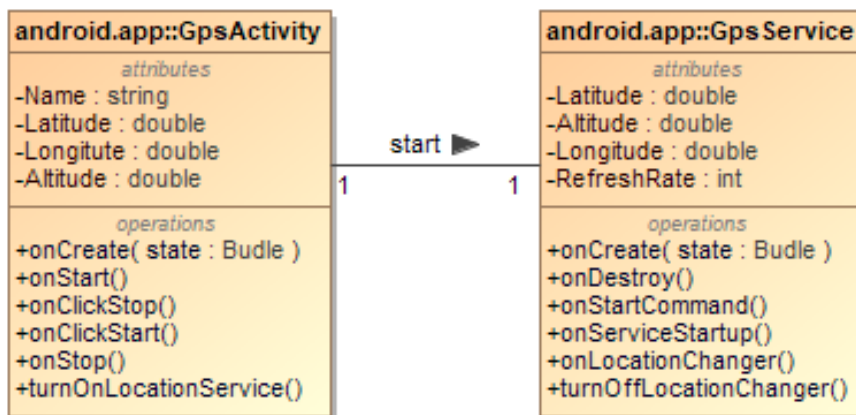 android.app::GpsActivity
attributes
-Name : string
-Latitude : double
-Longitute : double
-Altitude : double
operations
+onCreate( state : Budle )
+onStart()
+onClickStop()
+onClickStart()
+onStop()
+turnOnLocationService()
start
1
1
android.app::GpsService
attributes
-Latitude : double
-Altitude : double
-Longitude : double
-RefreshRate : int
operations
+onCreate( state : Budle )
+onDestroy()
+onStartCommand()
+onServiceStartup()
+onLocationChanger()
+turnOffLocationChanger()